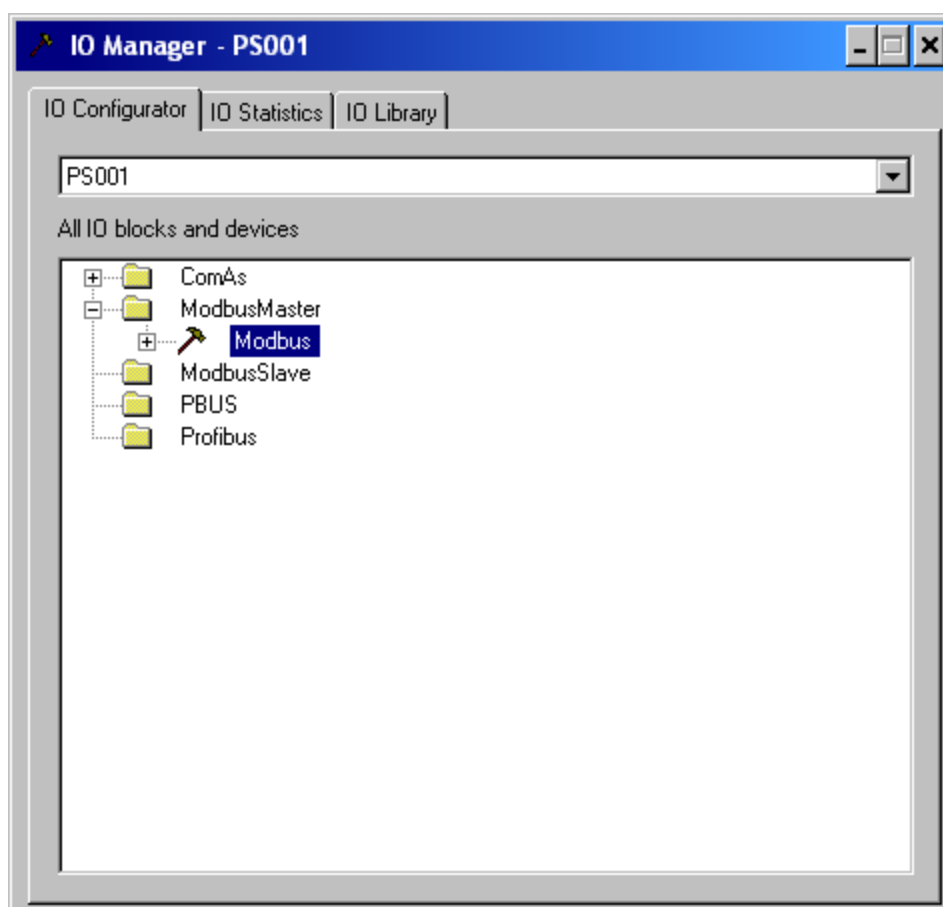 IO Manager - PS001
IO Configurator IO Statistics IO Library
PS001
All IO blocks and devices
ComAs
ModbusMaster
Modbus
ModbusSlave
PBUS
Profibus